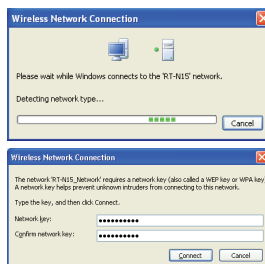 Wireless Network Connection
Please wait while Windows connects to the 'RT-N15' network.
Detecting network type...
Cancel
Wireless Network Connection
The network 'RT-N15_Network' requires a network key (also called a WEP key or WPA key)
A network key helps prevent unknown intruders from connecting to this network.
Type the key, and then click Connect.
Network key:
Confirm network key:
Connect Cancel